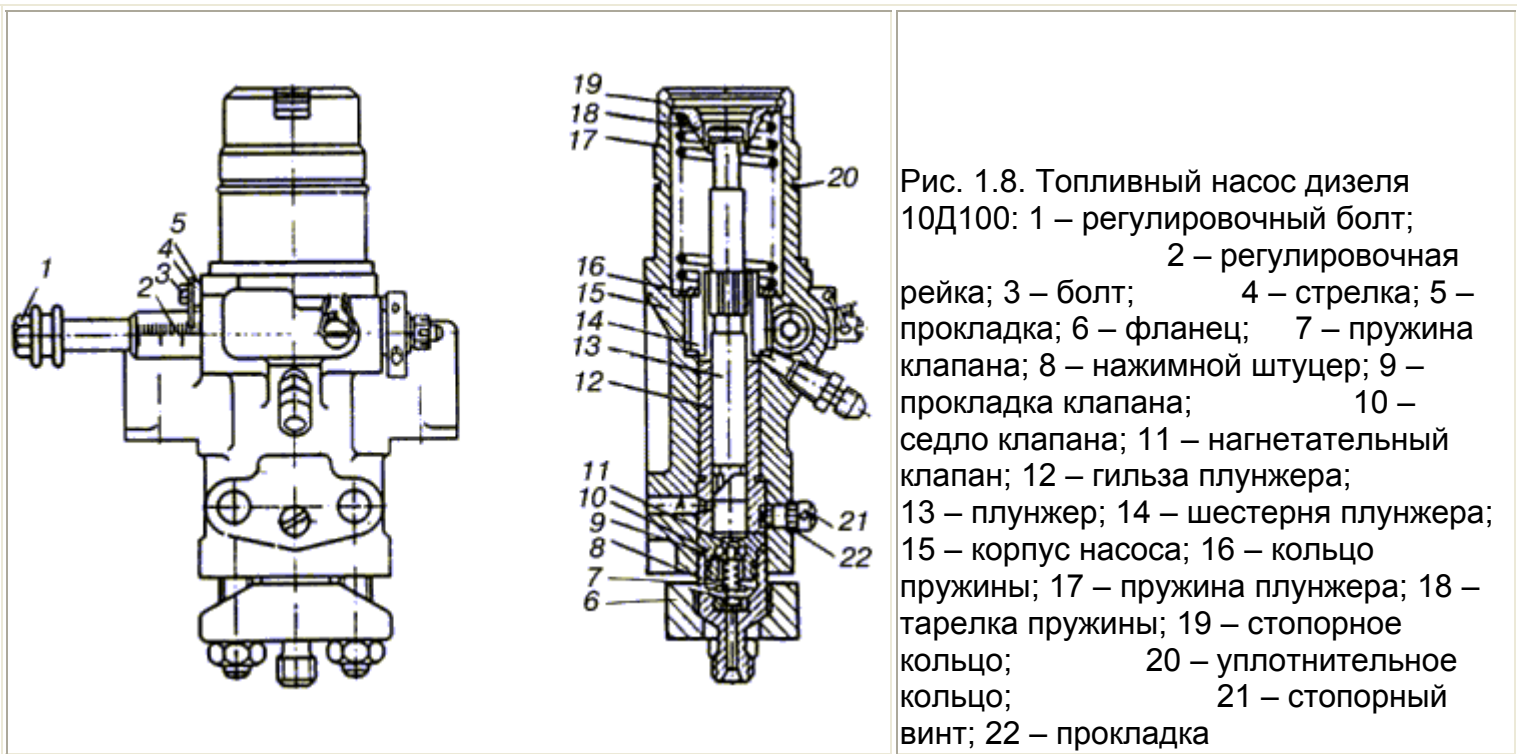 19
18
17
20
5
4
3
2
1
16
15
14
13
12
11
10
9
8
7
6
А
21
22
Рис. 1.8. Топливный насос дизеля
10Д100: 1 – регулировочный болт;
2 – регулировочная
рейка; 3 – болт; 4 – стрелка; 5 –
прокладка; 6 – фланец; 7 – пружина
клапана; 8 – нажимной штуцер; 9 –
прокладка клапана; 10 –
седло клапана; 11 – нагнетательный
клапан; 12 – гильза плунжера;
13 – плунжер; 14 – шестерня плунжера;
15 – корпус насоса; 16 – кольцо
пружины; 17 – пружина плунжера; 18 –
тарелка пружины; 19 – стопорное
кольцо; 20 – уплотнительное
кольцо; 21 – стопорный
винт; 22 – прокладка